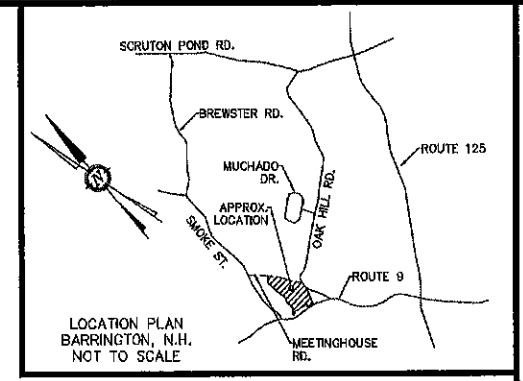 SCRUTON POND RD.
BREWSTER RD.
ROUTE 125
MUCHADO
DR.
OAK HILL RD.
APPROX.
LOCATION
N
SMOKE ST.
ROUTE 9
LOCATION PLAN
BARRINGTON, N.H.
NOT TO SCALE
MEETINGHOUSE
RD.